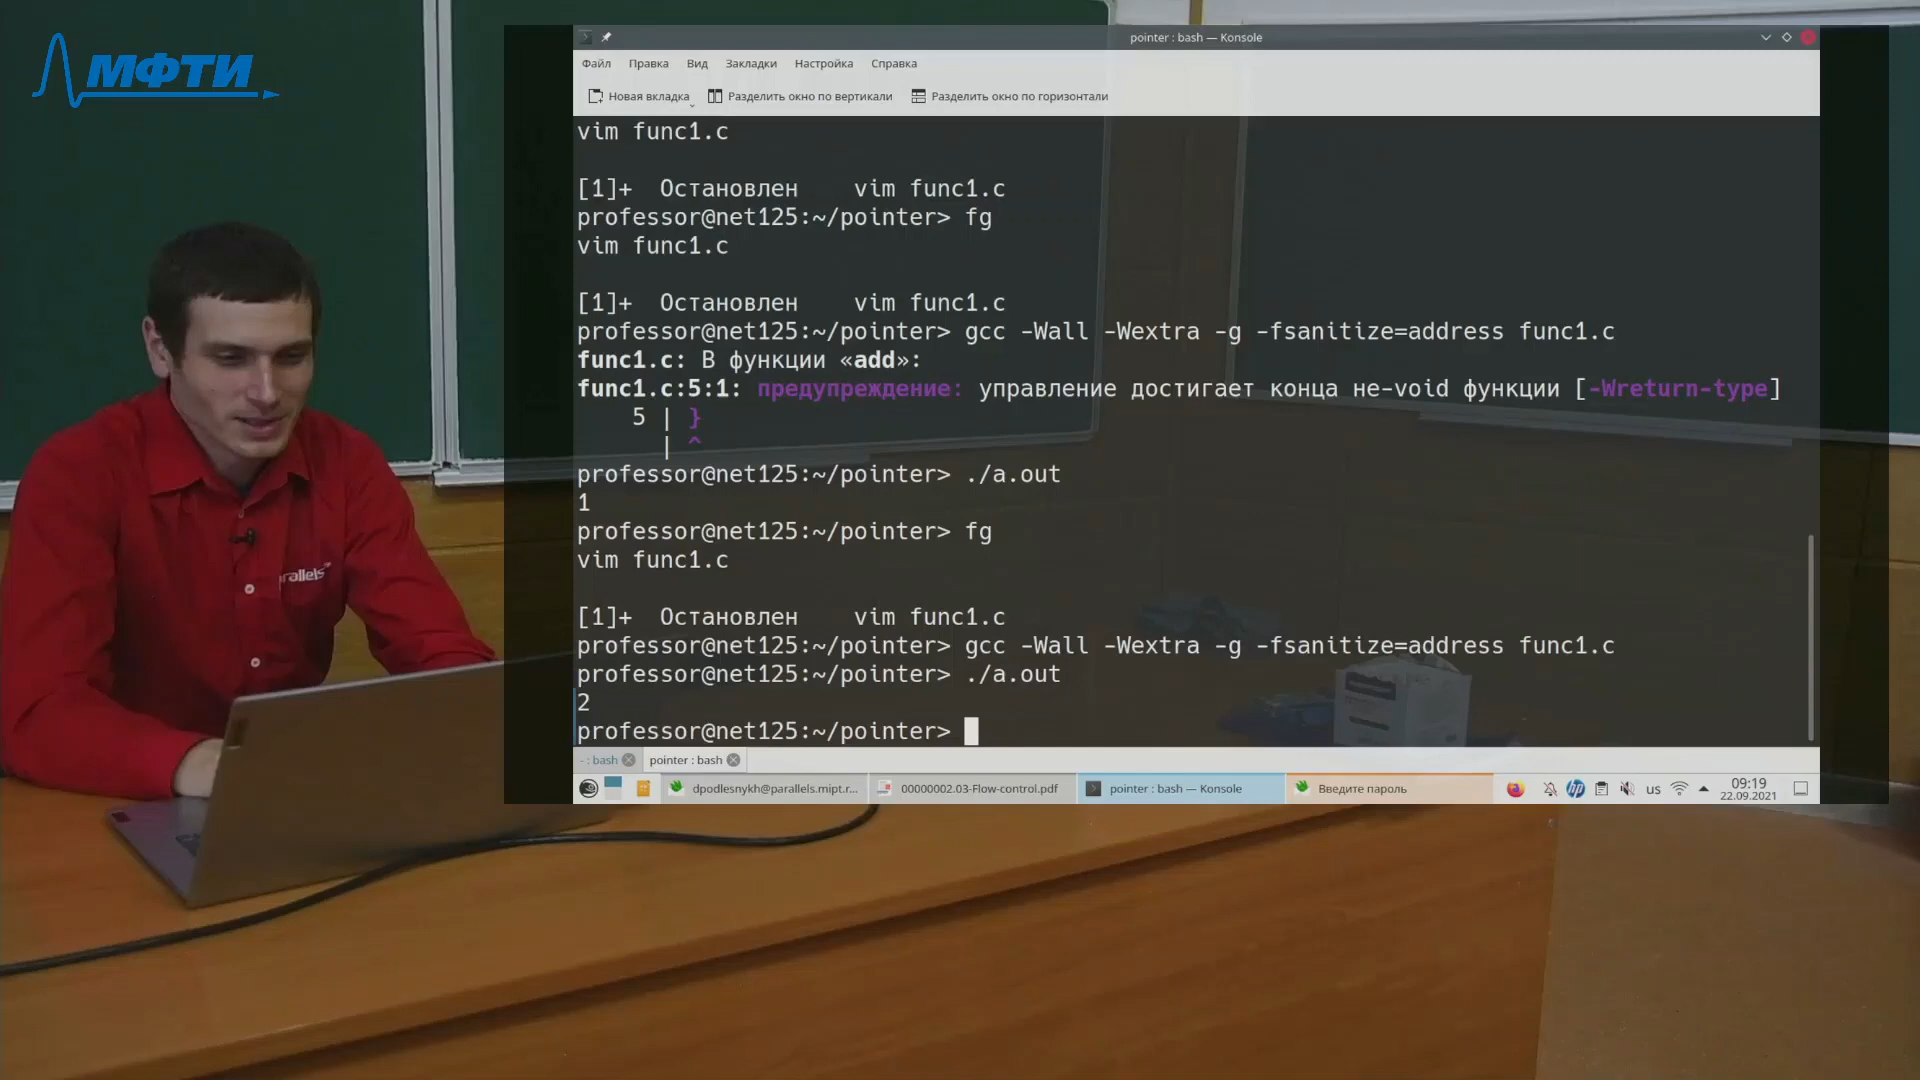 МФТИ
pointer : bash — Konsole
Файл Правка Вид Закладки Настройка Справка
Новая вкладка Разделить окно по вертикали Разделить окно по горизонтали
vim func1.c
[1]+ Остановлен vim func1.c
professor@net125:~/pointer> fg
vim func1.c
[1]+ Остановлен vim func1.c
professor@net125:~/pointer> gcc -Wall -Wextra -g -fsanitize=address func1.c
func1.c: В функции «add»:
func1.c:5:1: предупреждение: управление достигает конца не-void функции [-Wreturn-type]
5 | }
| ^
professor@net125:~/pointer> ./a.out
1
professor@net125:~/pointer> fg
vim func1.c
[1]+ Остановлен vim func1.c
professor@net125:~/pointer> gcc -Wall -Wextra -g -fsanitize=address func1.c
professor@net125:~/pointer> ./a.out
2
professor@net125:~/pointer>
- : bash pointer : bash
dpodlesnykh@parallels.mipt.r... 00000002.03-Flow-control.pdf pointer : bash — Konsole Введите пароль us 09:19
22.09.2021
rallels